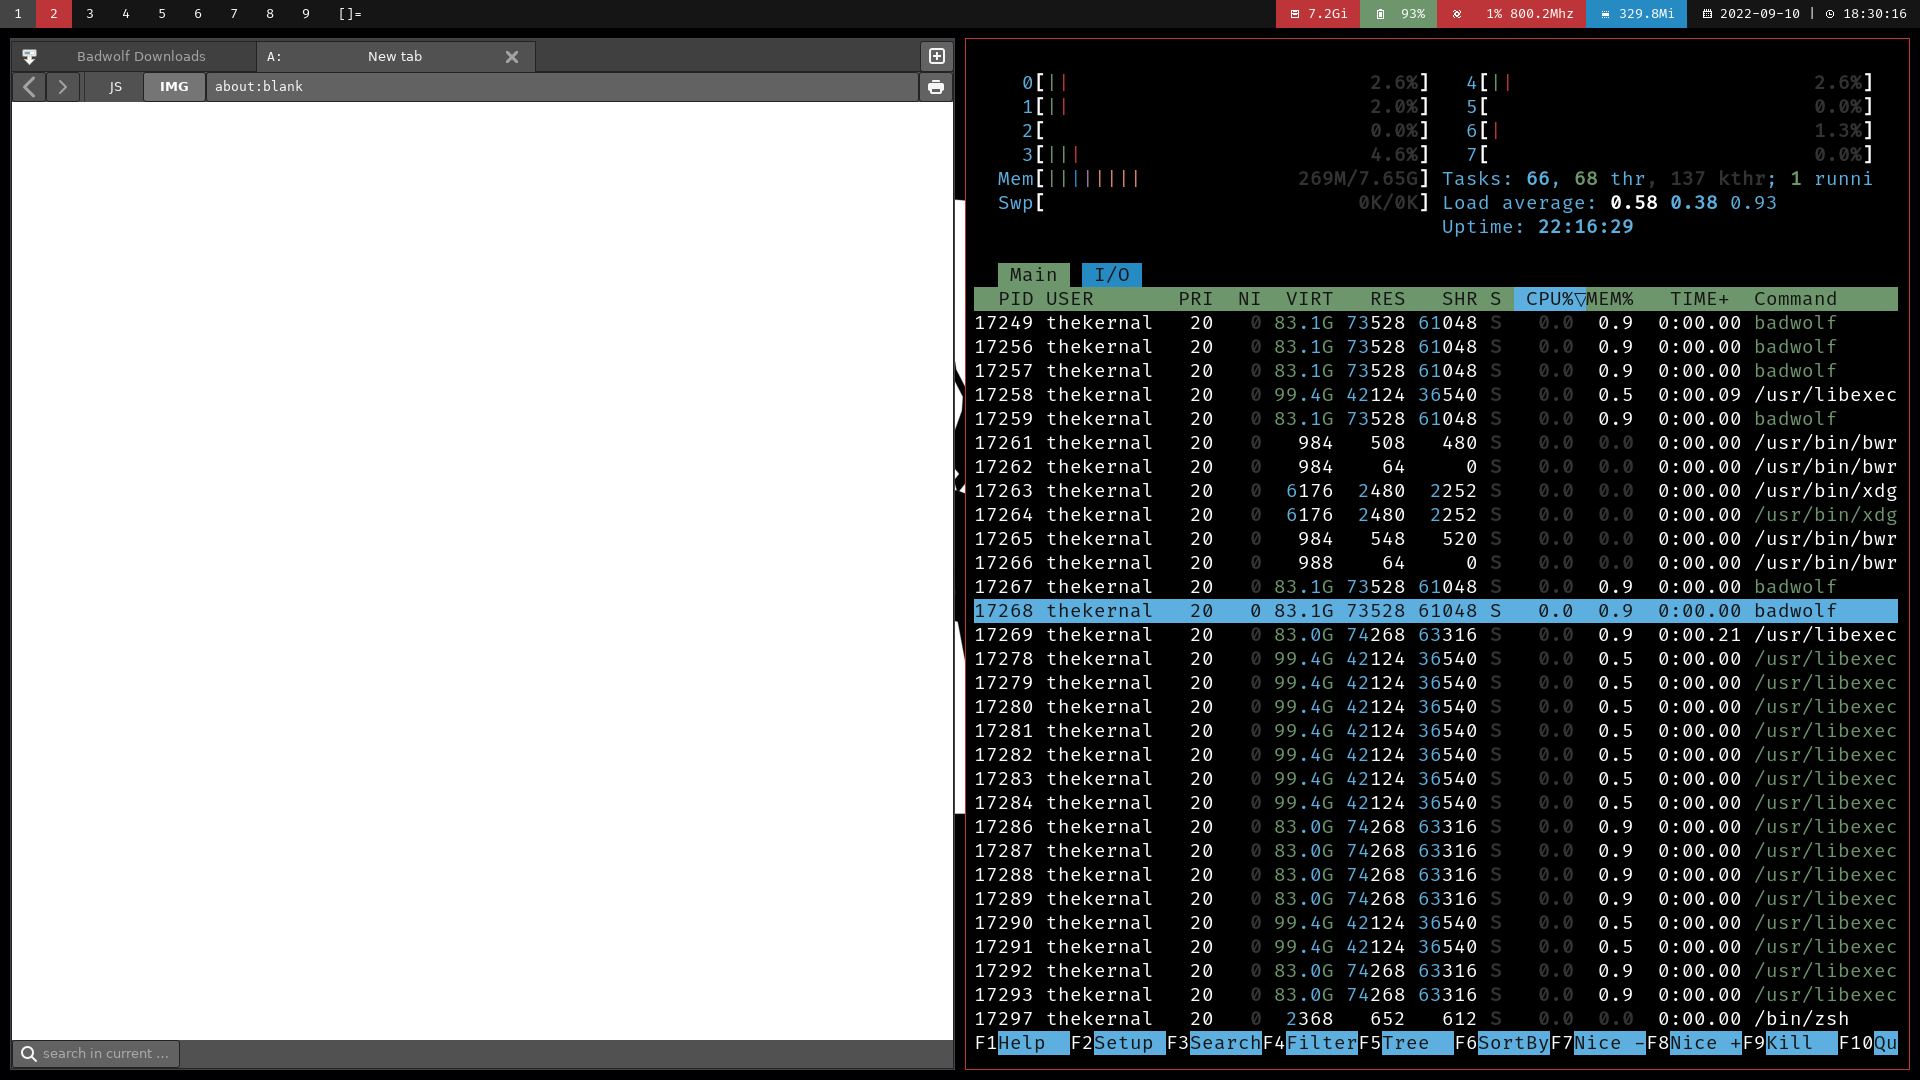 1 2 3 4 5 6 7 8 9 []= 7.2Gi 93% 1% 800.2Mhz 329.8Mi 2022-09-10 | 18:30:16
Badwolf Downloads A: New tab
JS IMG about:blank
search in current ...
0[|| 2.6%] 4[|| 2.6%]
1[|| 2.0%] 5[ 0.0%]
2[ 0.0%] 6[| 1.3%]
3[||| 4.6%] 7[ 0.0%]
Mem[|||||||| 269M/7.65G] Tasks: 66, 68 thr, 137 kthr; 1 runni
Swp[ 0K/0K] Load average: 0.58 0.38 0.93
Uptime: 22:16:29
Main I/O
PID USER PRI NI VIRT RES SHR S CPU%▽MEM% TIME+ Command
17249 thekernal 20 0 83.1G 73528 61048 S 0.0 0.9 0:00.00 badwolf
17256 thekernal 20 0 83.1G 73528 61048 S 0.0 0.9 0:00.00 badwolf
17257 thekernal 20 0 83.1G 73528 61048 S 0.0 0.9 0:00.00 badwolf
17258 thekernal 20 0 99.4G 42124 36540 S 0.0 0.5 0:00.09 /usr/libexec
17259 thekernal 20 0 83.1G 73528 61048 S 0.0 0.9 0:00.00 badwolf
17261 thekernal 20 0 984 508 480 S 0.0 0.0 0:00.00 /usr/bin/bwr
17262 thekernal 20 0 984 64 0 S 0.0 0.0 0:00.00 /usr/bin/bwr
17263 thekernal 20 0 6176 2480 2252 S 0.0 0.0 0:00.00 /usr/bin/xdg
17264 thekernal 20 0 6176 2480 2252 S 0.0 0.0 0:00.00 /usr/bin/xdg
17265 thekernal 20 0 984 548 520 S 0.0 0.0 0:00.00 /usr/bin/bwr
17266 thekernal 20 0 988 64 0 S 0.0 0.0 0:00.00 /usr/bin/bwr
17267 thekernal 20 0 83.1G 73528 61048 S 0.0 0.9 0:00.00 badwolf
17268 thekernal 20 0 83.1G 73528 61048 S 0.0 0.9 0:00.00 badwolf
17269 thekernal 20 0 83.0G 74268 63316 S 0.0 0.9 0:00.21 /usr/libexec
17278 thekernal 20 0 99.4G 42124 36540 S 0.0 0.5 0:00.00 /usr/libexec
17279 thekernal 20 0 99.4G 42124 36540 S 0.0 0.5 0:00.00 /usr/libexec
17280 thekernal 20 0 99.4G 42124 36540 S 0.0 0.5 0:00.00 /usr/libexec
17281 thekernal 20 0 99.4G 42124 36540 S 0.0 0.5 0:00.00 /usr/libexec
17282 thekernal 20 0 99.4G 42124 36540 S 0.0 0.5 0:00.00 /usr/libexec
17283 thekernal 20 0 99.4G 42124 36540 S 0.0 0.5 0:00.00 /usr/libexec
17284 thekernal 20 0 99.4G 42124 36540 S 0.0 0.5 0:00.00 /usr/libexec
17286 thekernal 20 0 83.0G 74268 63316 S 0.0 0.9 0:00.00 /usr/libexec
17287 thekernal 20 0 83.0G 74268 63316 S 0.0 0.9 0:00.00 /usr/libexec
17288 thekernal 20 0 83.0G 74268 63316 S 0.0 0.9 0:00.00 /usr/libexec
17289 thekernal 20 0 83.0G 74268 63316 S 0.0 0.9 0:00.00 /usr/libexec
17290 thekernal 20 0 99.4G 42124 36540 S 0.0 0.5 0:00.00 /usr/libexec
17291 thekernal 20 0 99.4G 42124 36540 S 0.0 0.5 0:00.00 /usr/libexec
17292 thekernal 20 0 83.0G 74268 63316 S 0.0 0.9 0:00.00 /usr/libexec
17293 thekernal 20 0 83.0G 74268 63316 S 0.0 0.9 0:00.00 /usr/libexec
17297 thekernal 20 0 2368 652 612 S 0.0 0.0 0:00.00 /bin/zsh
F1Help F2Setup F3SearchF4FilterF5Tree F6SortByF7Nice -F8Nice +F9Kill F10Qu